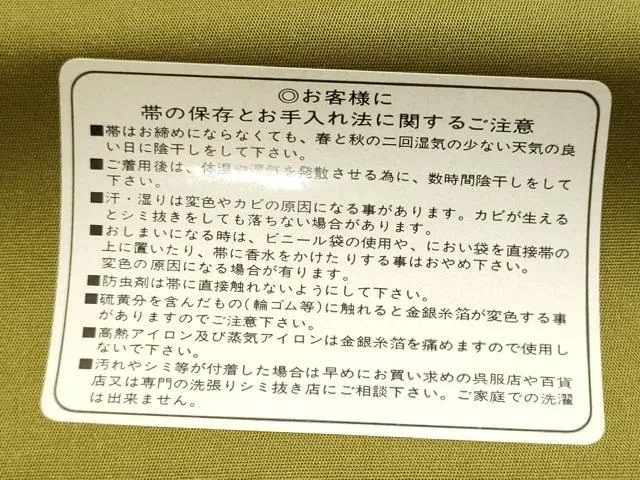 ◎お客様に
帯の保存とお手入れ法に関するご注意
■帯はお締めにならなくても、春と秋の二回湿気の少ない天気の良
い日に陰干しをして下さい。
■ご着用後は、体温や湿気を発散させる為に、数時間陰干しをして
下さい。
■汗・湿りは変色やカビの原因になる事があります。カビが生える
とシミ抜きをしても落ちない場合があります。
■おしまいになる時は、ビニール袋の使用や、におい袋を直接帯の
上に置いたり、帯に香水をかけたりする事はおやめ下さい。
変色の原因になる場合が有ります。
■防虫剤は帯に直接触れないようにして下さい。
■硫黄分を含んだもの(輪ゴム等)に触れると金銀糸箔が変色する事
がありますのでご注意下さい。
■高熱アイロン及び蒸気アイロンは金銀糸箔を痛めますので使用し
ないで下さい。
■汚れやシミ等が付着した場合は早めにお買い求めの呉服店や百貨
店又は専門の洗張りシミ抜き店にご相談下さい。ご家庭での洗濯
は出来ません。